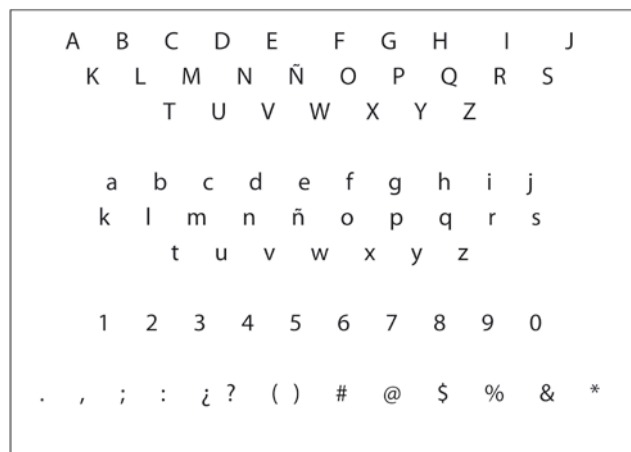 A B C D E F G H I J
K L M N Ñ O P Q R S
T U V W X Y Z
a b c d e f g h i j
k l m n ñ o p q r s
t u v w x y z
1 2 3 4 5 6 7 8 9 0
. , ; : ¿ ? ( ) # @ $ % & *